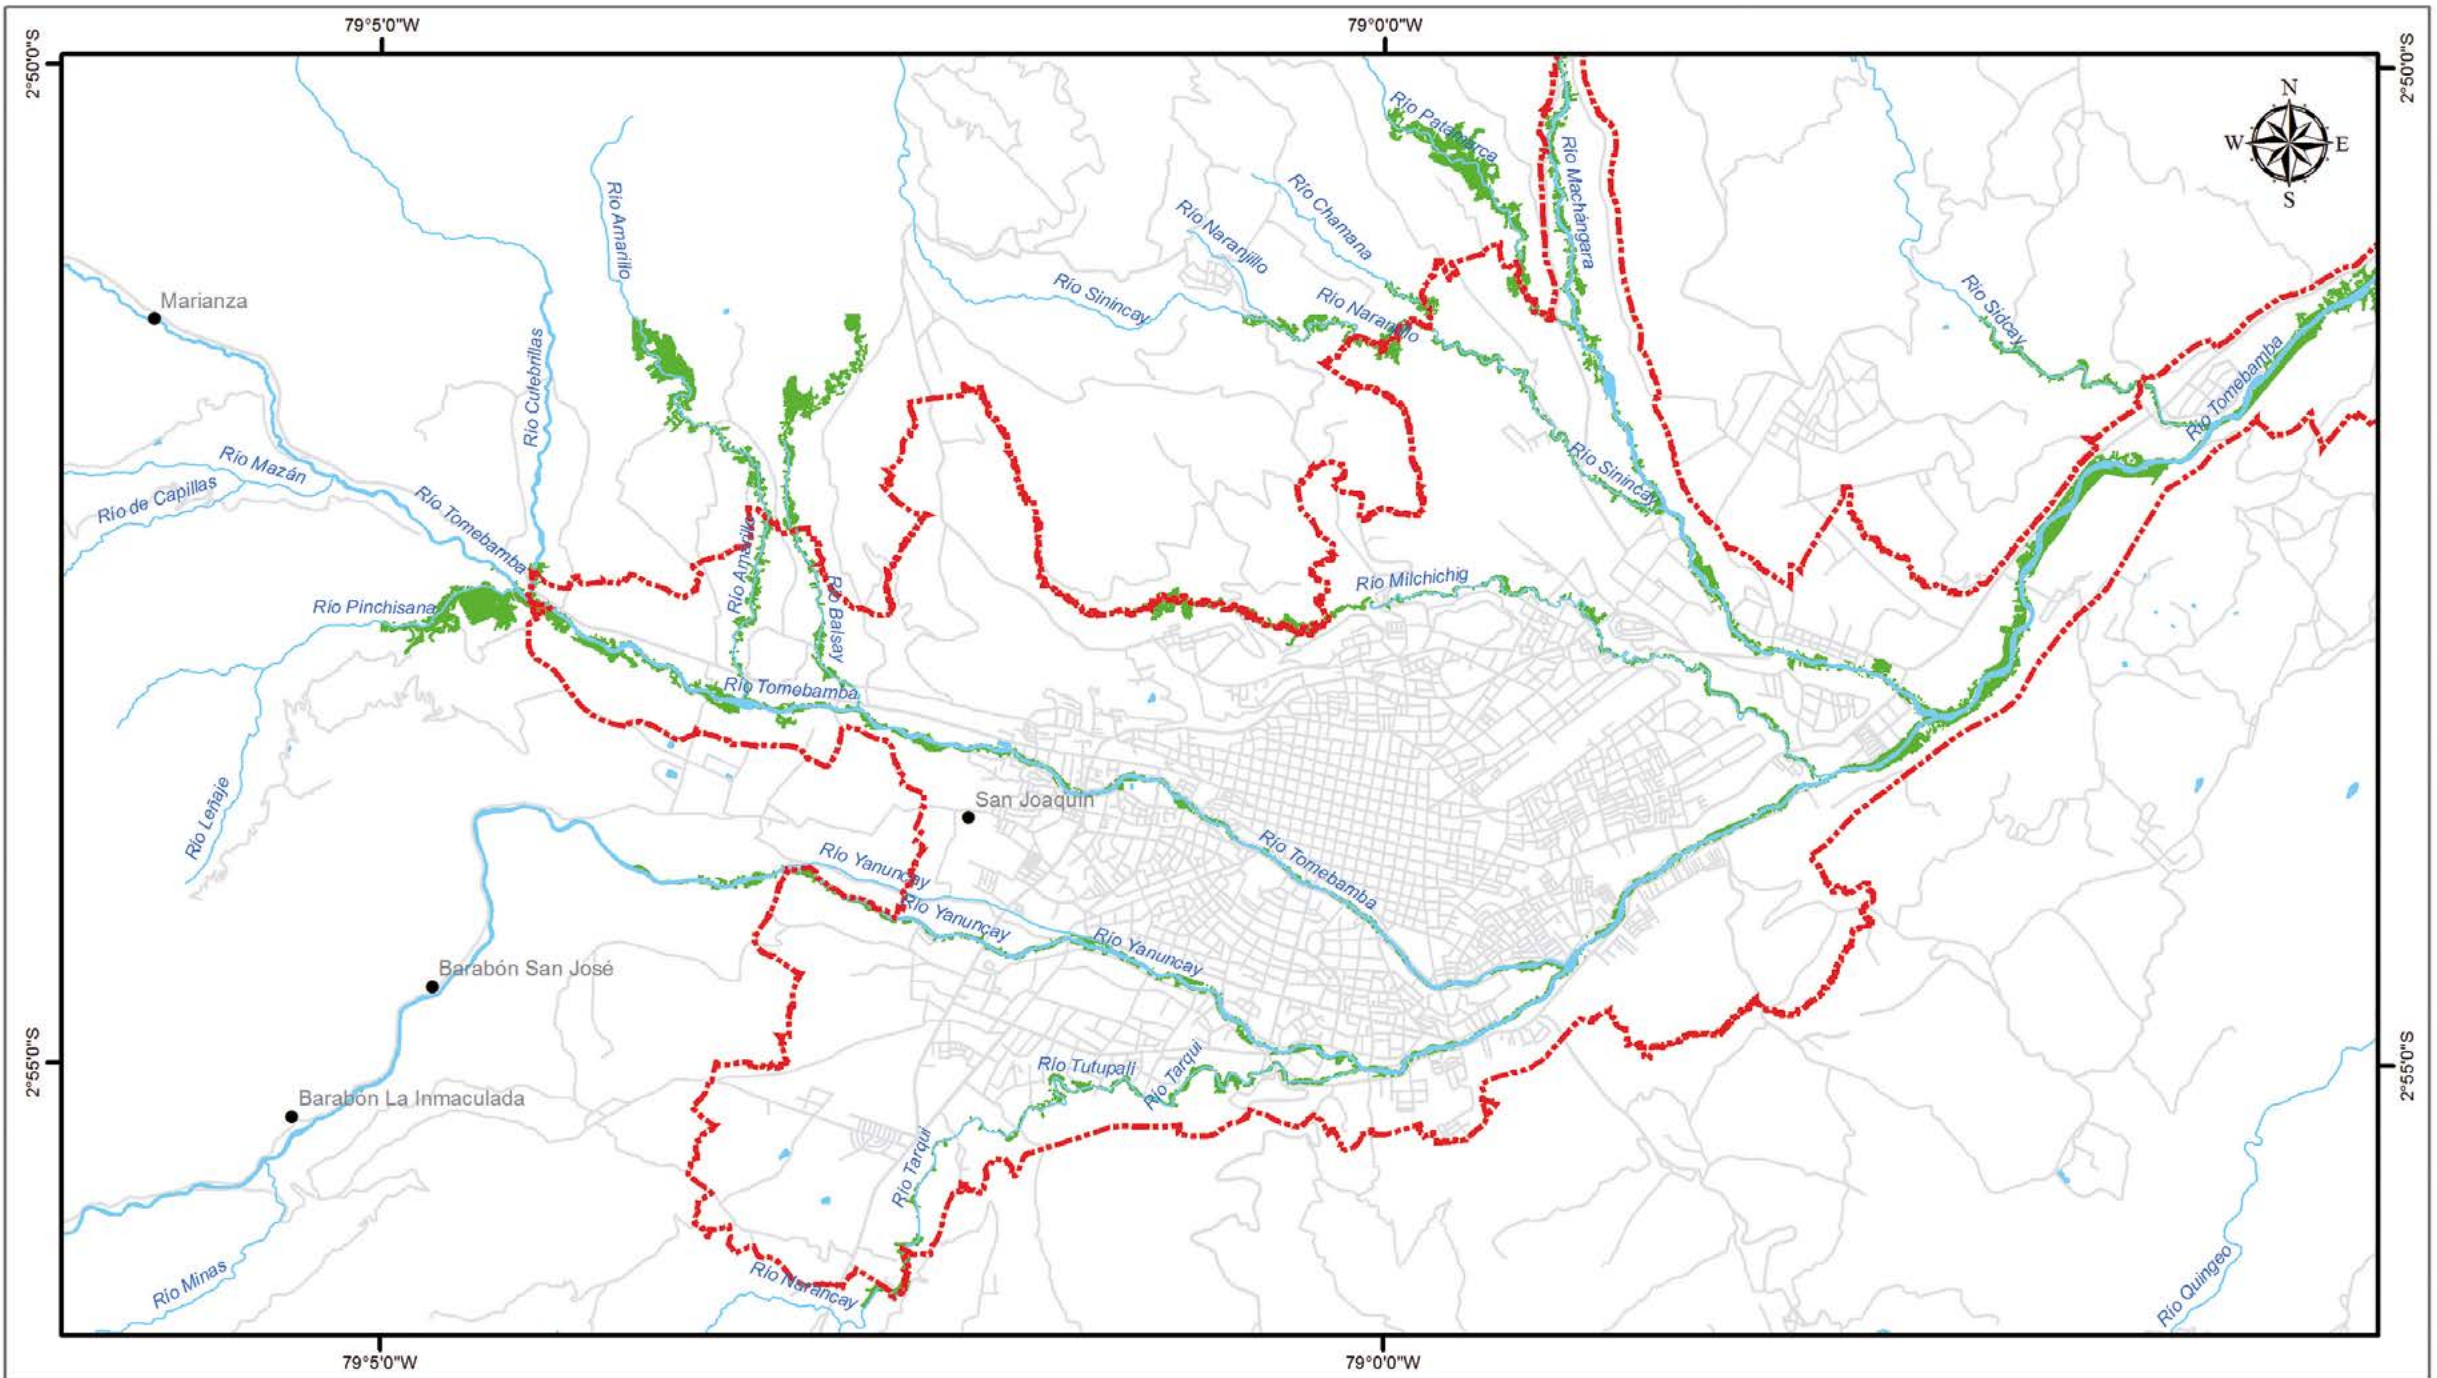 79°5'0"W
79°0'0"W
2°50'0"S
2°50'0"S
N
W
E
S
Río Patamarca
Río Machángara
Río Chamana
Río Amarillo
Río Naranjillo
Río Sinincay
Río Naranjillo
Río Sidcay
Marianza
Río Culebrillas
Río Tomebamba
Río Mazán
Río de Capillas
Río Tomebamba
Río Sinincay
Río Amarillo
Río Milchichig
Río Pinchisana
Río Balsay
Río Tomebamba
San Joaquín
Río Leñaje
Río Yanuncay
Río Tomebamba
Río Yanuncay
Río Yanuncay
Barabón San José
2°55'0"S
2°55'0"S
Río Tutupali
Río Tarqui
Barabón La Inmaculada
Río Tarqui
Río Minas
Río Narancay
Río Quingeo
79°5'0"W
79°0'0"W